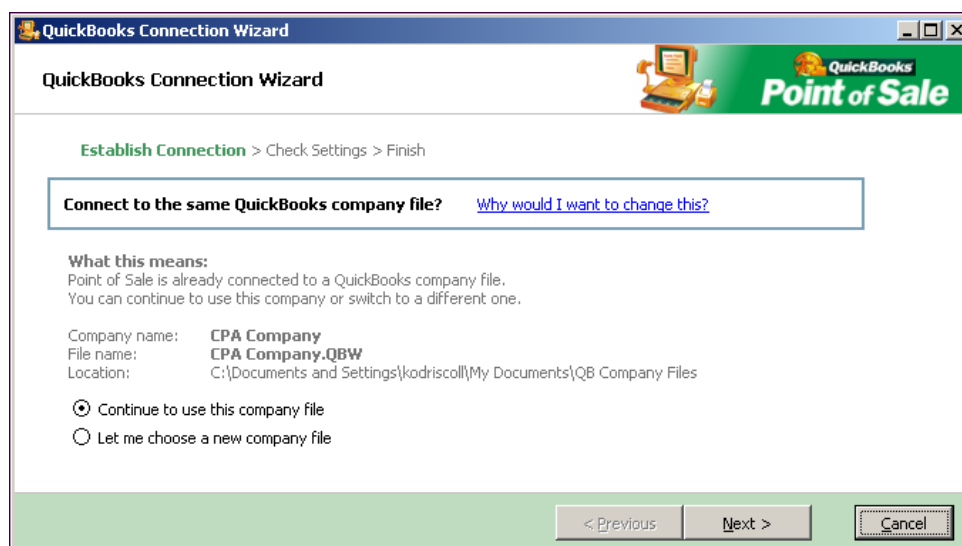 QuickBooks Connection Wizard
QuickBooks Connection Wizard
QuickBooks
Point of Sale
Establish Connection > Check Settings > Finish
Connect to the same QuickBooks company file? Why would I want to change this?
What this means:
Point of Sale is already connected to a QuickBooks company file.
You can continue to use this company or switch to a different one.
Company name: CPA Company
File name: CPA Company.QBW
Location: C:\Documents and Settings\kodriscoll\My Documents\QB Company Files
Continue to use this company file
Let me choose a new company file
< Previous Next > Cancel